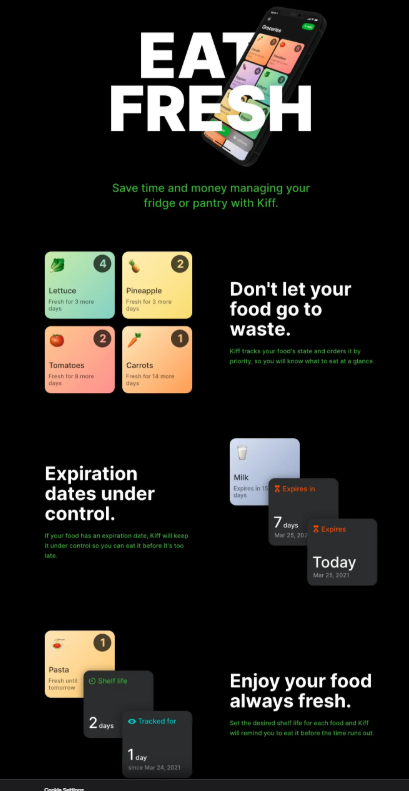 EAT
FRESH
Groceries
Save time and money managing your
fridge or pantry with Kiff.
4
Lettuce
Fresh for 3 more
days
2
Pineapple
Fresh for 3 more
days
2
Tomatoes
Fresh for 8 more
days
1
Carrots
Fresh for 14 more
days
Don't let your
food go to
waste.
Kiff tracks your food's state and orders it by
priority, so you will know what to eat at a glance.
Expiration
dates under
control.
If your food has an expiration date, Kiff will keep
it under control so you can eat it before it's too
late.
Milk
Expires in 15
days
Expires in
7 days
Mar 25, 202
Expires
Today
Mar 25, 2021
1
Pasta
Fresh until
tomorrow
Shelf life
2 days
Tracked for
1 day
since Mar 24, 2021
Enjoy your food
always fresh.
Set the desired shelf life for each food and Kiff
will remind you to eat it before the time runs out.
Cookie Settings